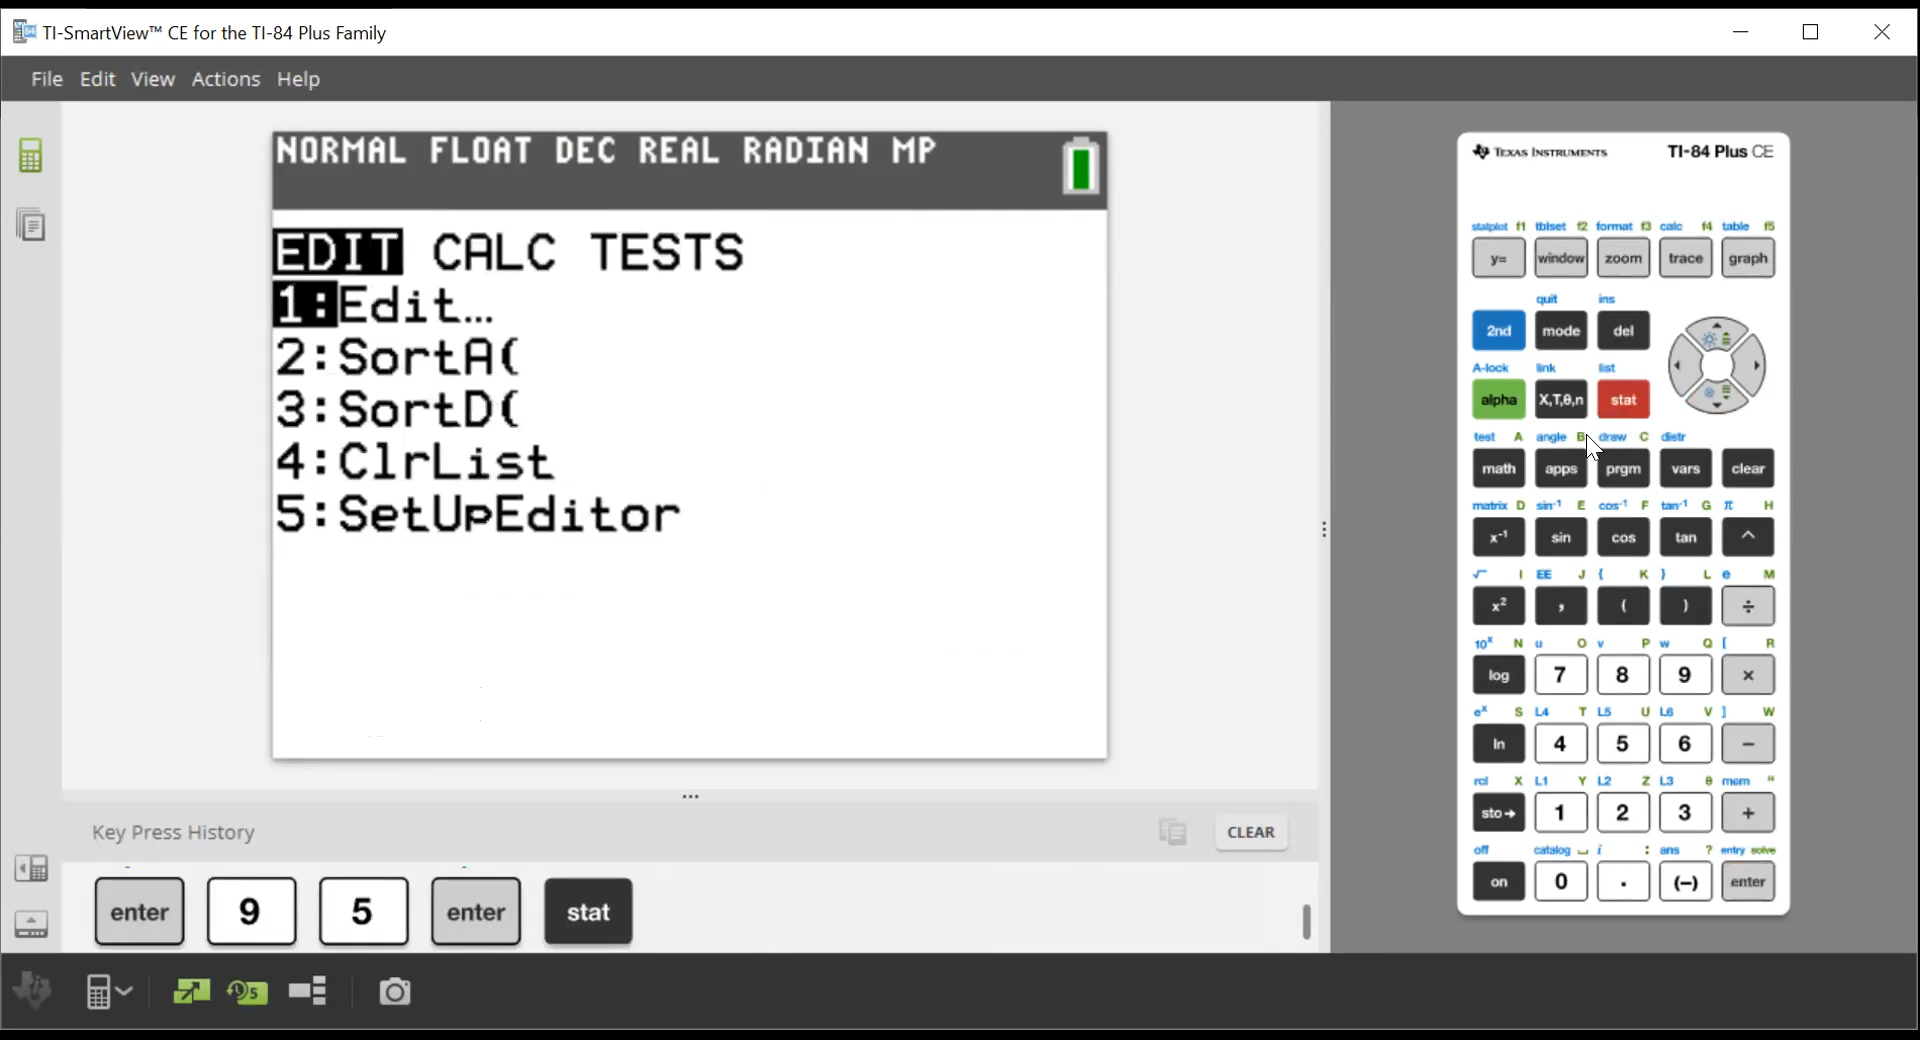 TI-SmartView™ CE for the TI-84 Plus Family
File Edit View Actions Help
NORMAL FLOAT DEC REAL RADIAN MP
EDIT CALC TESTS
1:Edit…
2:SortA(
3:SortD(
4:ClrList
5:SetUpEditor
Key Press History
CLEAR
enter 9 5 enter stat
5
TEXAS INSTRUMENTS TI-84 Plus CE
statplot f1 tblset f2 format f3 calc f4 table f5
y= window zoom trace graph
quit ins
2nd mode del
A-lock link list
alpha X,T,θ,n stat
test A angle B draw C distr
math apps prgm vars clear
matrix D sin⁻¹ E cos⁻¹ F tan⁻¹ G π H
x⁻¹ sin cos tan ^
√ I EE J { K } L e M
x² , ( ) ÷
10ˣ N u O v P w Q [ R
log 7 8 9 ×
eˣ S L4 T L5 U L6 V ] W
ln 4 5 6 −
rcl X L1 Y L2 Z L3 θ mem "
sto→ 1 2 3 +
off catalog ⎵ i : ans ? entry solve
on 0 . (−) enter